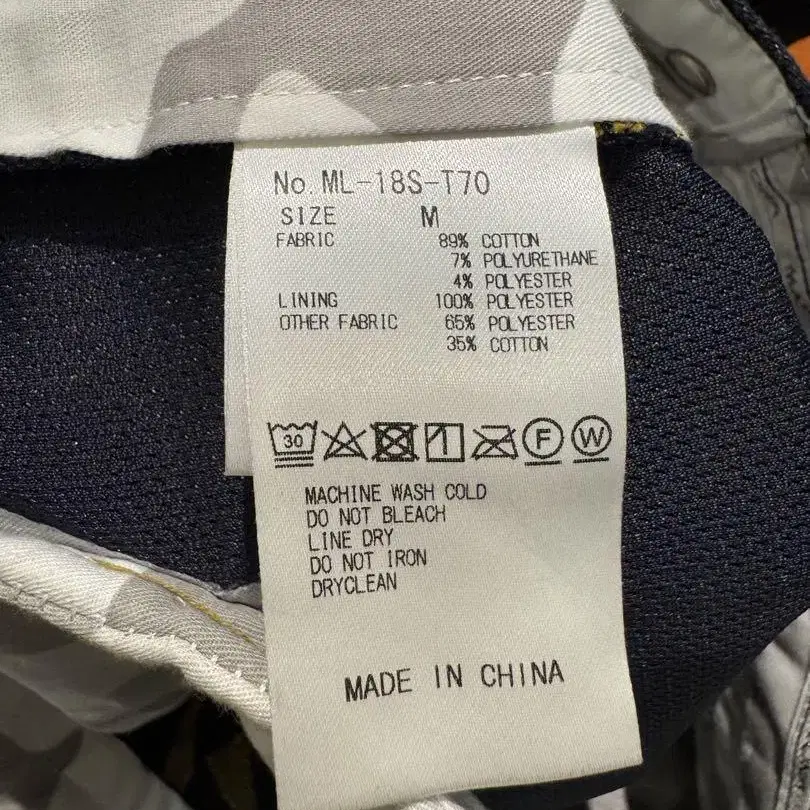 No. ML-18S-T70
SIZE M
FABRIC 89% COTTON
7% POLYURETHANE
4% POLYESTER
LINING 100% POLYESTER
OTHER FABRIC 65% POLYESTER
35% COTTON
30 F W
MACHINE WASH COLD
DO NOT BLEACH
LINE DRY
DO NOT IRON
DRYCLEAN
MADE IN CHINA